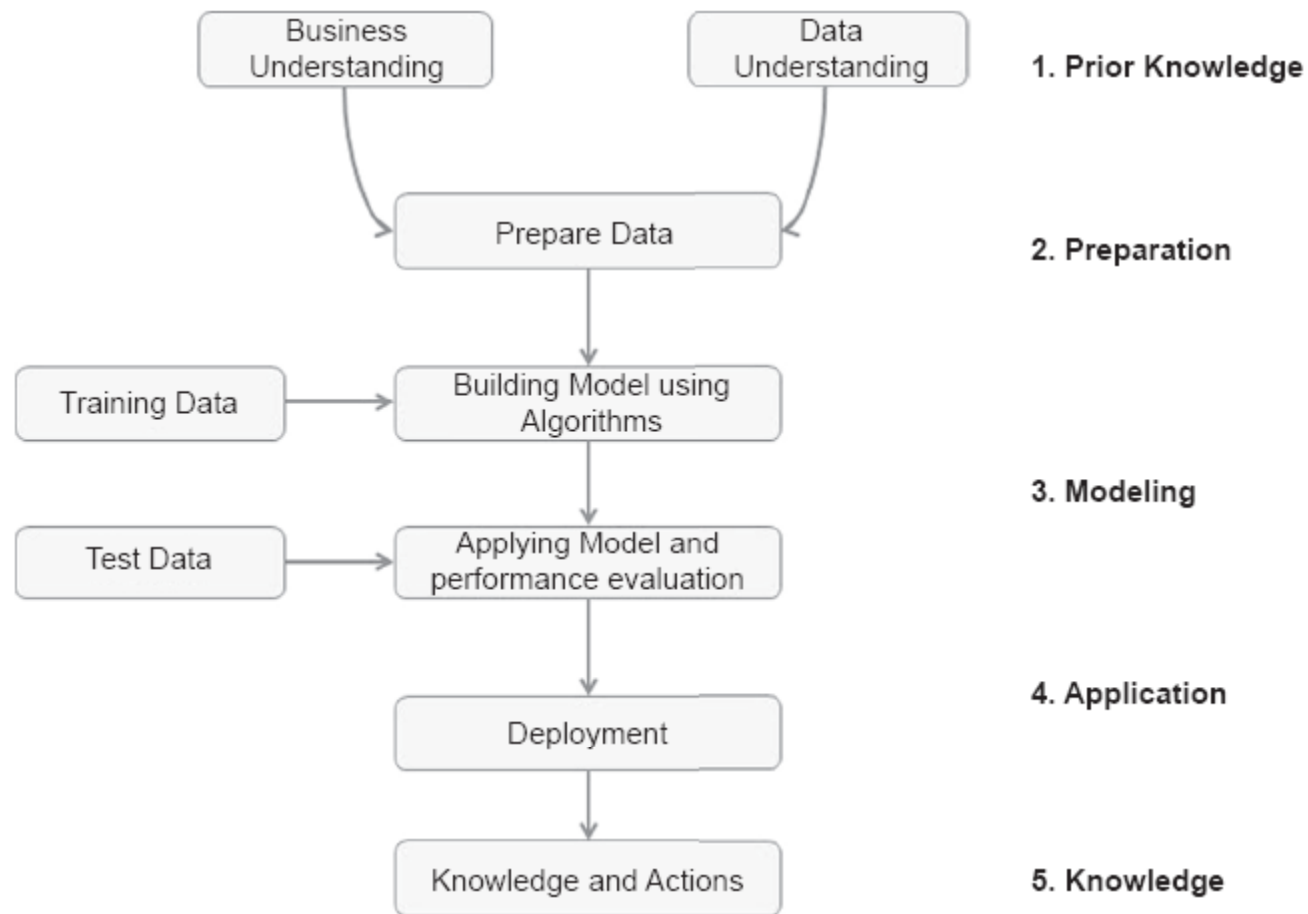 Business
Understanding
Data
Understanding
1. Prior Knowledge
Prepare Data
2. Preparation
Training Data
Building Model using
Algorithms
3. Modeling
Test Data
Applying Model and
performance evaluation
4. Application
Deployment
Knowledge and Actions
5. Knowledge